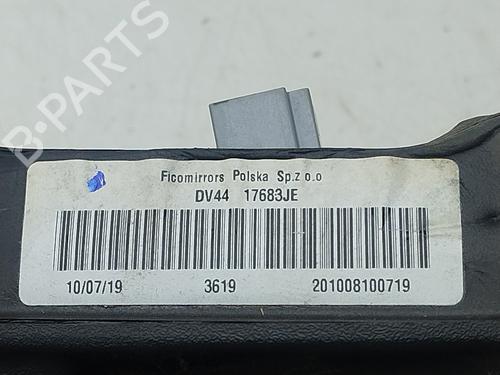 B-PARTS
Ficomirrors Polska Sp.z o.o
DV44 17683JE
10/07/19 3619 201008100719